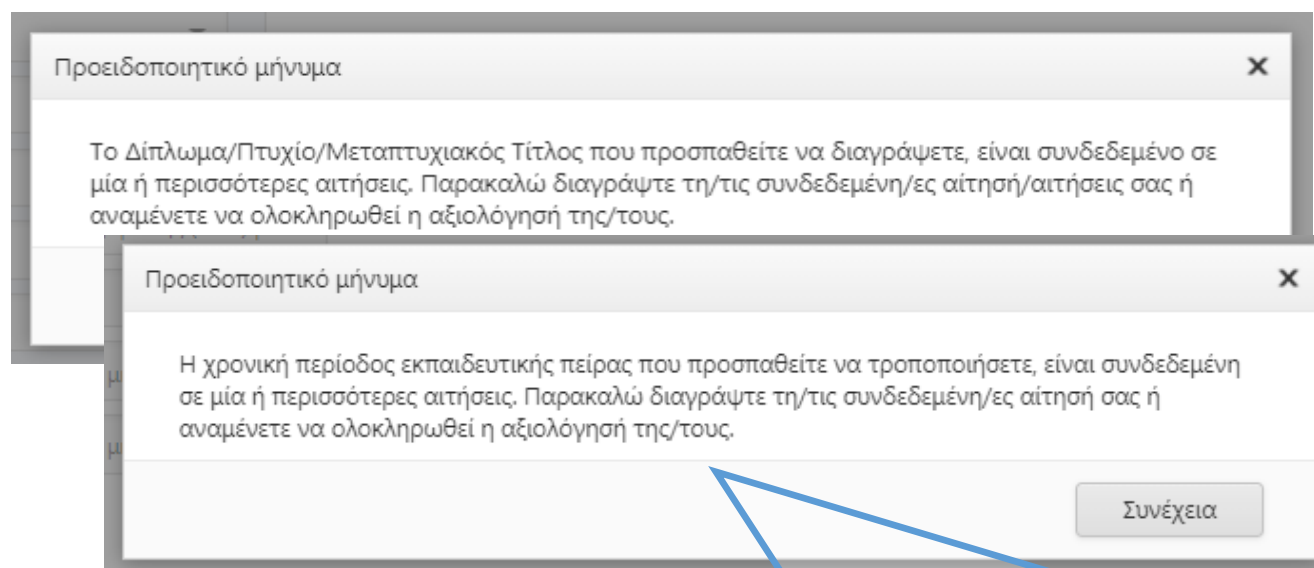 Προειδοποιητικό μήνυμα
Το Δίπλωμα/Πτυχίο/Μεταπτυχιακός Τίτλος που προσπαθείτε να διαγράψετε, είναι συνδεδεμένο σε
μία ή περισσότερες αιτήσεις. Παρακαλώ διαγράψτε τη/τις συνδεδεμένη/ες αίτησή/αιτήσεις σας ή
αναμένετε να ολοκληρωθεί η αξιολόγησή της/τους.
Προειδοποιητικό μήνυμα
Η χρονική περίοδος εκπαιδευτικής πείρας που προσπαθείτε να τροποποιήσετε, είναι συνδεδεμένη
σε μία ή περισσότερες αιτήσεις. Παρακαλώ διαγράψτε τη/τις συνδεδεμένη/ες αίτησή σας ή
αναμένετε να ολοκληρωθεί η αξιολόγησή της/τους.
Συνέχεια